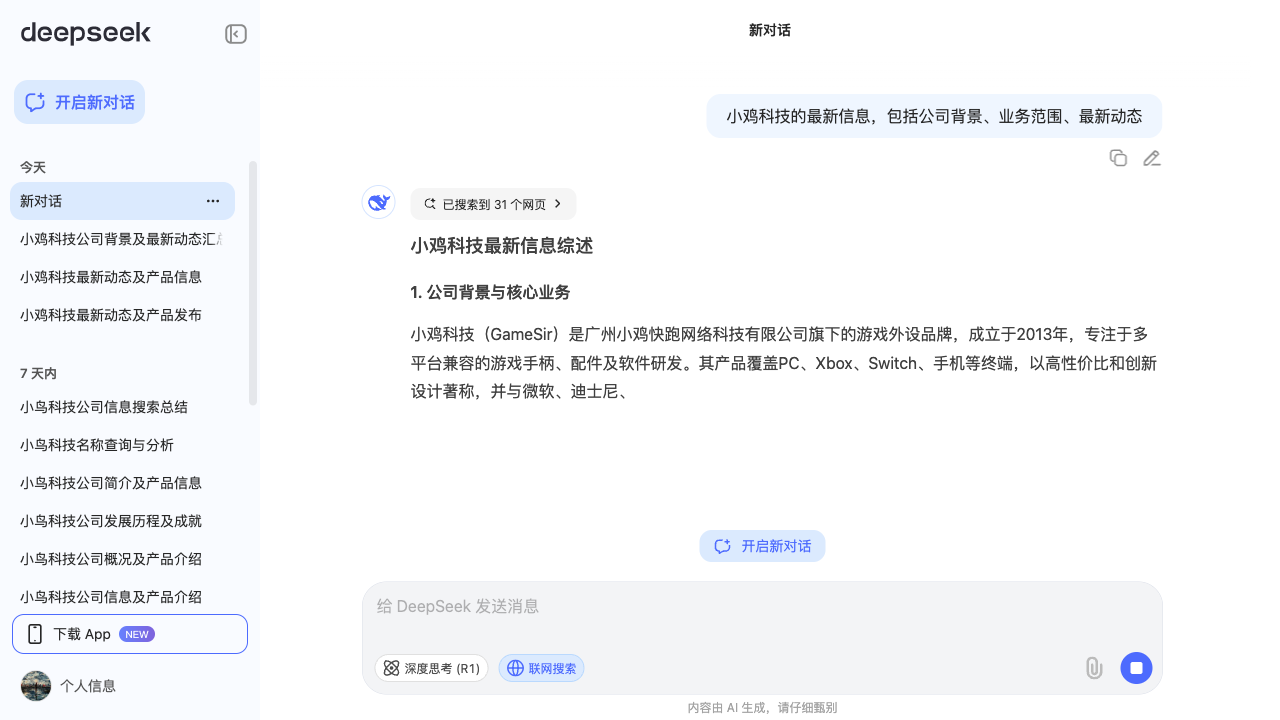 deepseek
开启新对话
今天
新对话
小鸡科技公司背景及最新动态汇
小鸡科技最新动态及产品信息
小鸡科技最新动态及产品发布
7 天内
小鸟科技公司信息搜索总结
小鸟科技名称查询与分析
小鸟科技公司简介及产品信息
小鸟科技公司发展历程及成就
小鸟科技公司概况及产品介绍
小鸟科技公司信息及产品介绍
下载 App NEW
个人信息
新对话
小鸡科技的最新信息，包括公司背景、业务范围、最新动态
已搜索到 31 个网页
小鸡科技最新信息综述
1. 公司背景与核心业务
小鸡科技（GameSir）是广州小鸡快跑网络科技有限公司旗下的游戏外设品牌，成立于2013年，专注于多
平台兼容的游戏手柄、配件及软件研发。其产品覆盖PC、Xbox、Switch、手机等终端，以高性价比和创新
设计著称，并与微软、迪士尼、
开启新对话
给 DeepSeek 发送消息
深度思考 (R1)
联网搜索
内容由 AI 生成，请仔细甄别